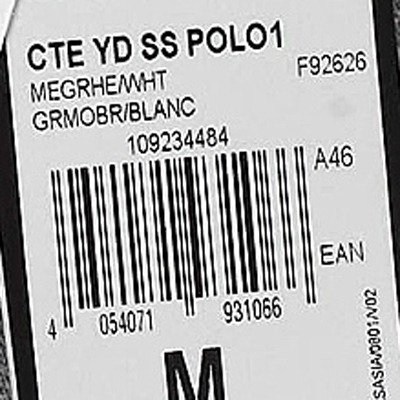 CTE YD SS POLO1
MEGRHE/WHT F92626
GRMOBR/BLANC
109234484
A46
EAN
4 054071 931066
M
SASIA/0801/V02